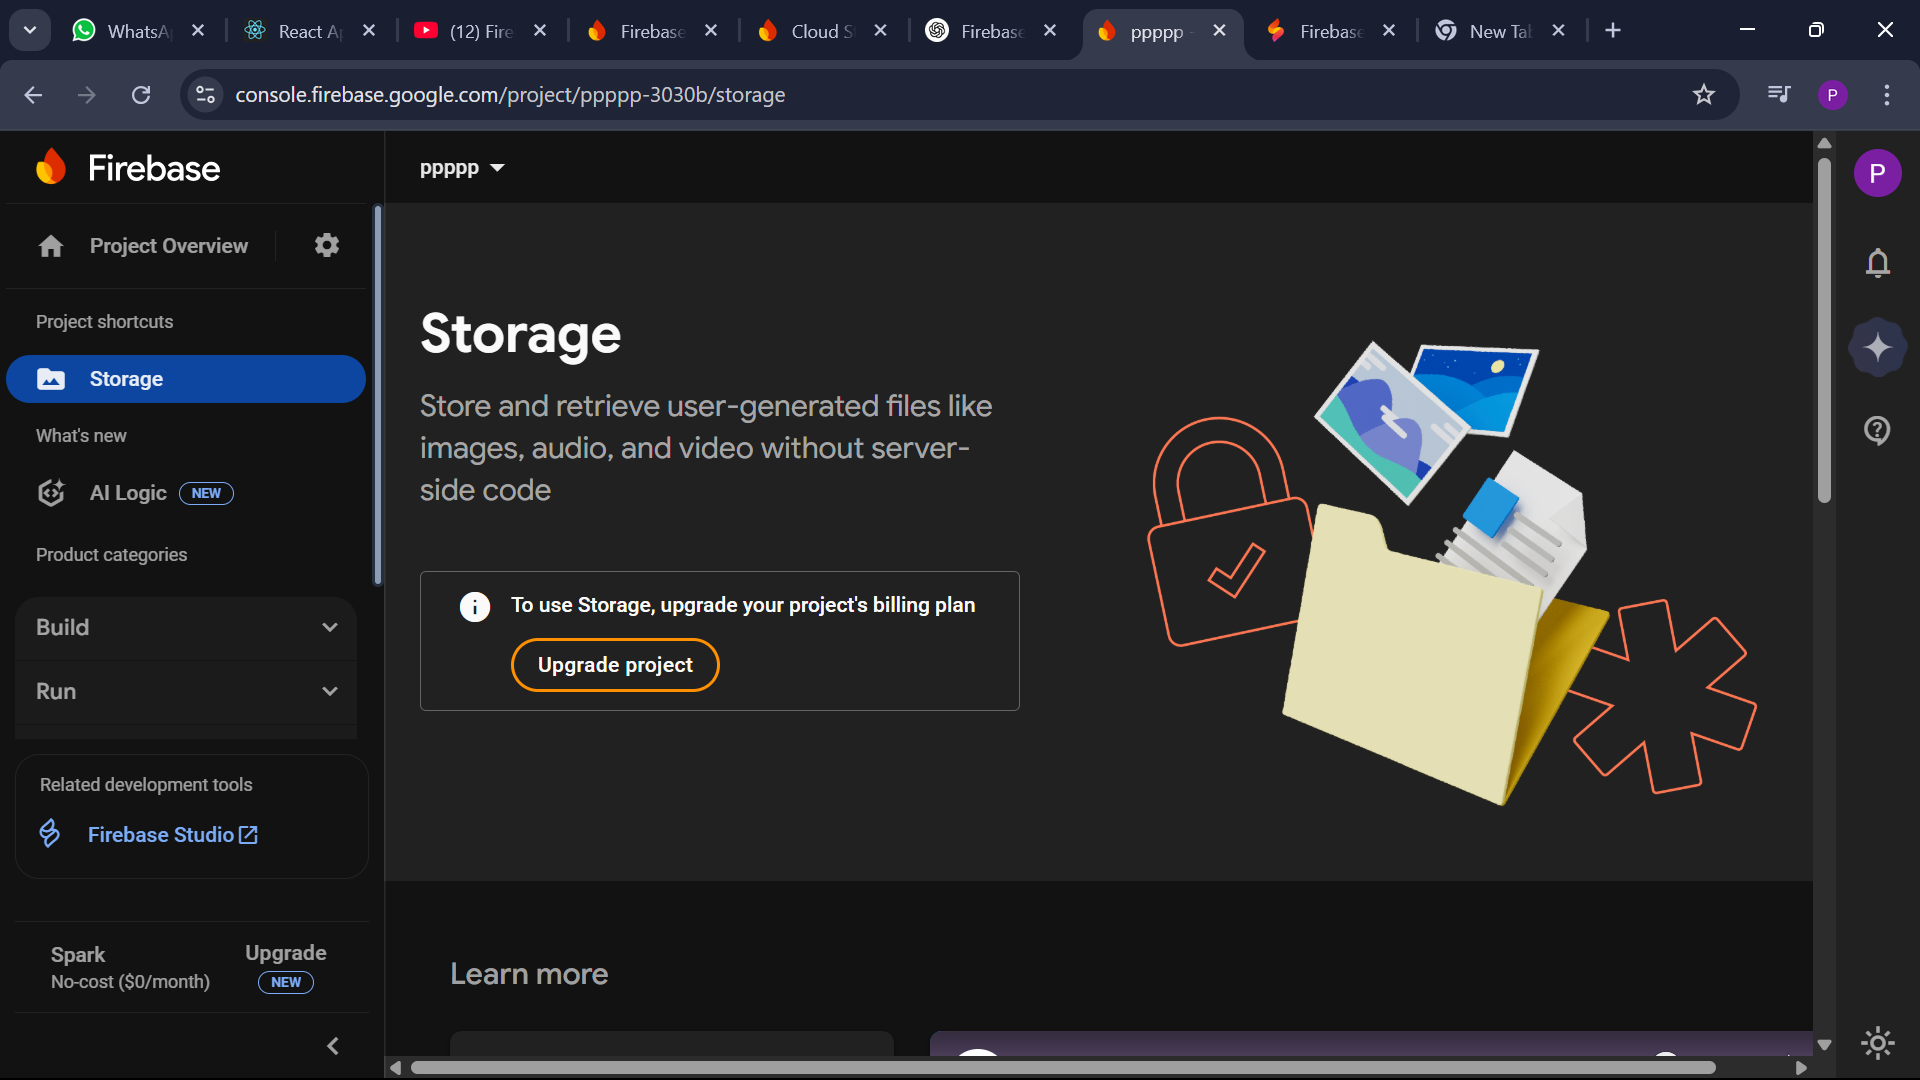 WhatsA
React A
(12) Fire
Firebase
Cloud S
Firebase
ppppp -
Firebase
New Tab
console.firebase.google.com/project/ppppp-3030b/storage
P
Firebase
ppppp
P
Project Overview
Project shortcuts
Storage
What's new
AI Logic NEW
Product categories
Build
Run
Related development tools
Firebase Studio
Spark
No-cost ($0/month)
Upgrade
NEW
Storage
Store and retrieve user-generated files like
images, audio, and video without server-
side code
To use Storage, upgrade your project's billing plan
Upgrade project
Learn more